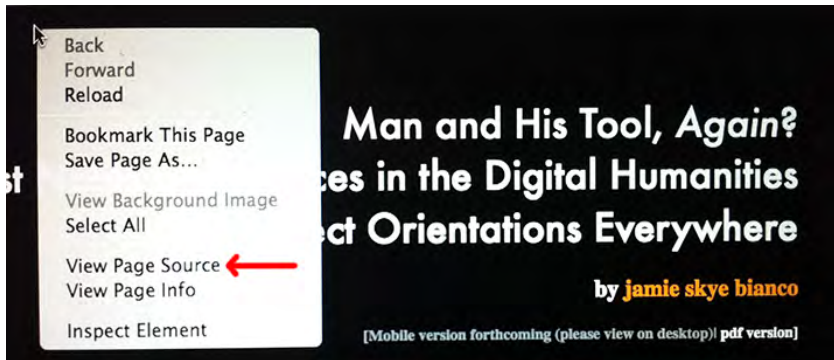 Back
Forward
Reload
Bookmark This Page
Save Page As...
View Background Image
Select All
View Page Source
View Page Info
Inspect Element
Man and His Tool, Again?
st ces in the Digital Humanities
ct Orientations Everywhere
by jamie skye bianco
[Mobile version forthcoming (please view on desktop)| pdf version]